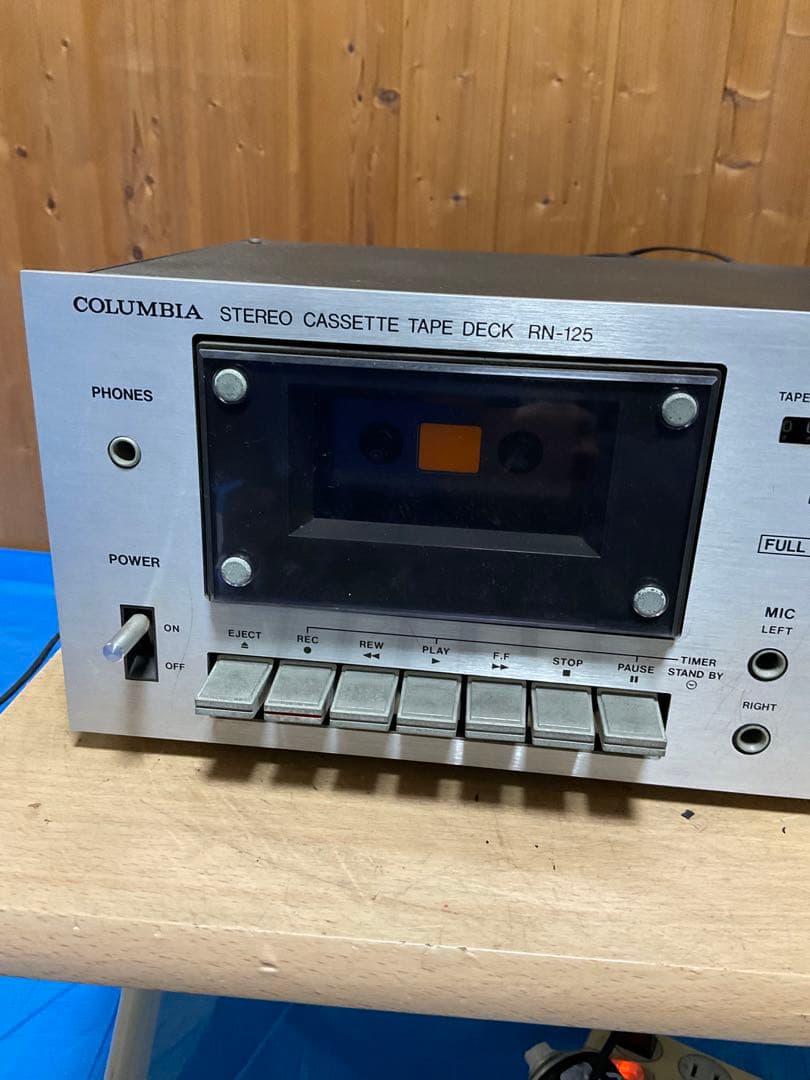 COLUMBIA STEREO CASSETTE TAPE DECK RN-125
PHONES
TAPE
POWER
ON
OFF
FULL
MIC
LEFT
RIGHT
EJECT
REC
REW
PLAY
F.F
STOP
PAUSE
TIMER
STAND BY